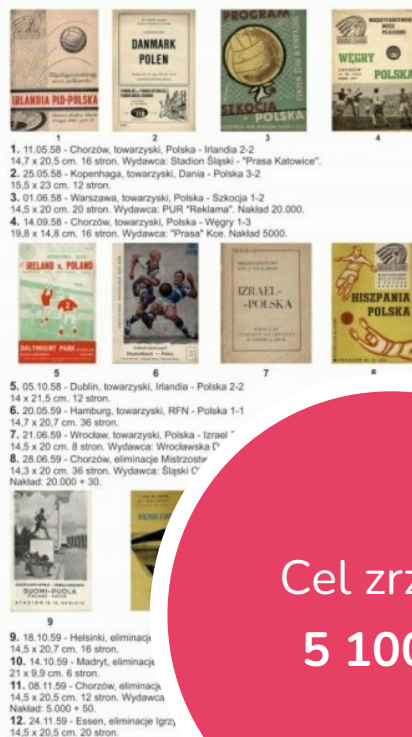 IRLANDIA PŁD-POLSKA
DANMARK
POLEN
PROGRAM
SZKOCJA
POLSKA
MIĘDZYPAŃSTWOWY
MECZ
PIŁKARSKI
WĘGRY
POLSKA
1
2
3
4
1. 11.05.58 - Chorzów, towarzyski, Polska - Irlandia 2-2
14,7 x 20,5 cm. 16 stron. Wydawca: Stadion Śląski - "Prasa Katowice".
2. 25.05.58 - Kopenhaga, towarzyski, Dania - Polska 3-2
15,5 x 23 cm. 12 stron.
3. 01.06.58 - Warszawa, towarzyski, Polska - Szkocja 1-2
14,5 x 20 cm. 20 stron. Wydawca: PUR "Reklama". Nakład 20.000.
4. 14.09.58 - Chorzów, towarzyski, Polska - Węgry 1-3
19,8 x 14,8 cm. 16 stron. Wydawca: "Prasa" Kce. Nakład 5000.
IRELAND v. POLAND
DALYMOUNT PARK
Deutschland - Polen
IZRAEL-
-POLSKA
HISZPANIA
POLSKA
5
6
7
8
5. 05.10.58 - Dublin, towarzyski, Irlandia - Polska 2-2
14 x 21,5 cm. 12 stron.
6. 20.05.59 - Hamburg, towarzyski, RFN - Polska 1-1
14,7 x 20,7 cm. 36 stron.
7. 21.06.59 - Wrocław, towarzyski, Polska - Izrael
14,5 x 20 cm. 8 stron. Wydawca: Wrocławska
8. 28.06.59 - Chorzów, eliminacje Mistrzostw
14,3 x 20 cm. 36 stron. Wydawca: Śląski
Nakład: 20.000 + 30.
SUOMI-PUOLA
9
9. 18.10.59 - Helsinki, eliminacje
14,5 x 20,7 cm. 16 stron.
10. 14.10.59 - Madryt, eliminacje
21 x 9,9 cm. 6 stron.
11. 08.11.59 - Chorzów, eliminacj
14,5 x 20,5 cm. 12 stron. Wydawca
Nakład: 5.000 + 50.
12. 24.11.59 - Essen, eliminacje Igrzy
14,5 x 20,5 cm. 20 stron.
Cel zrz
5 100